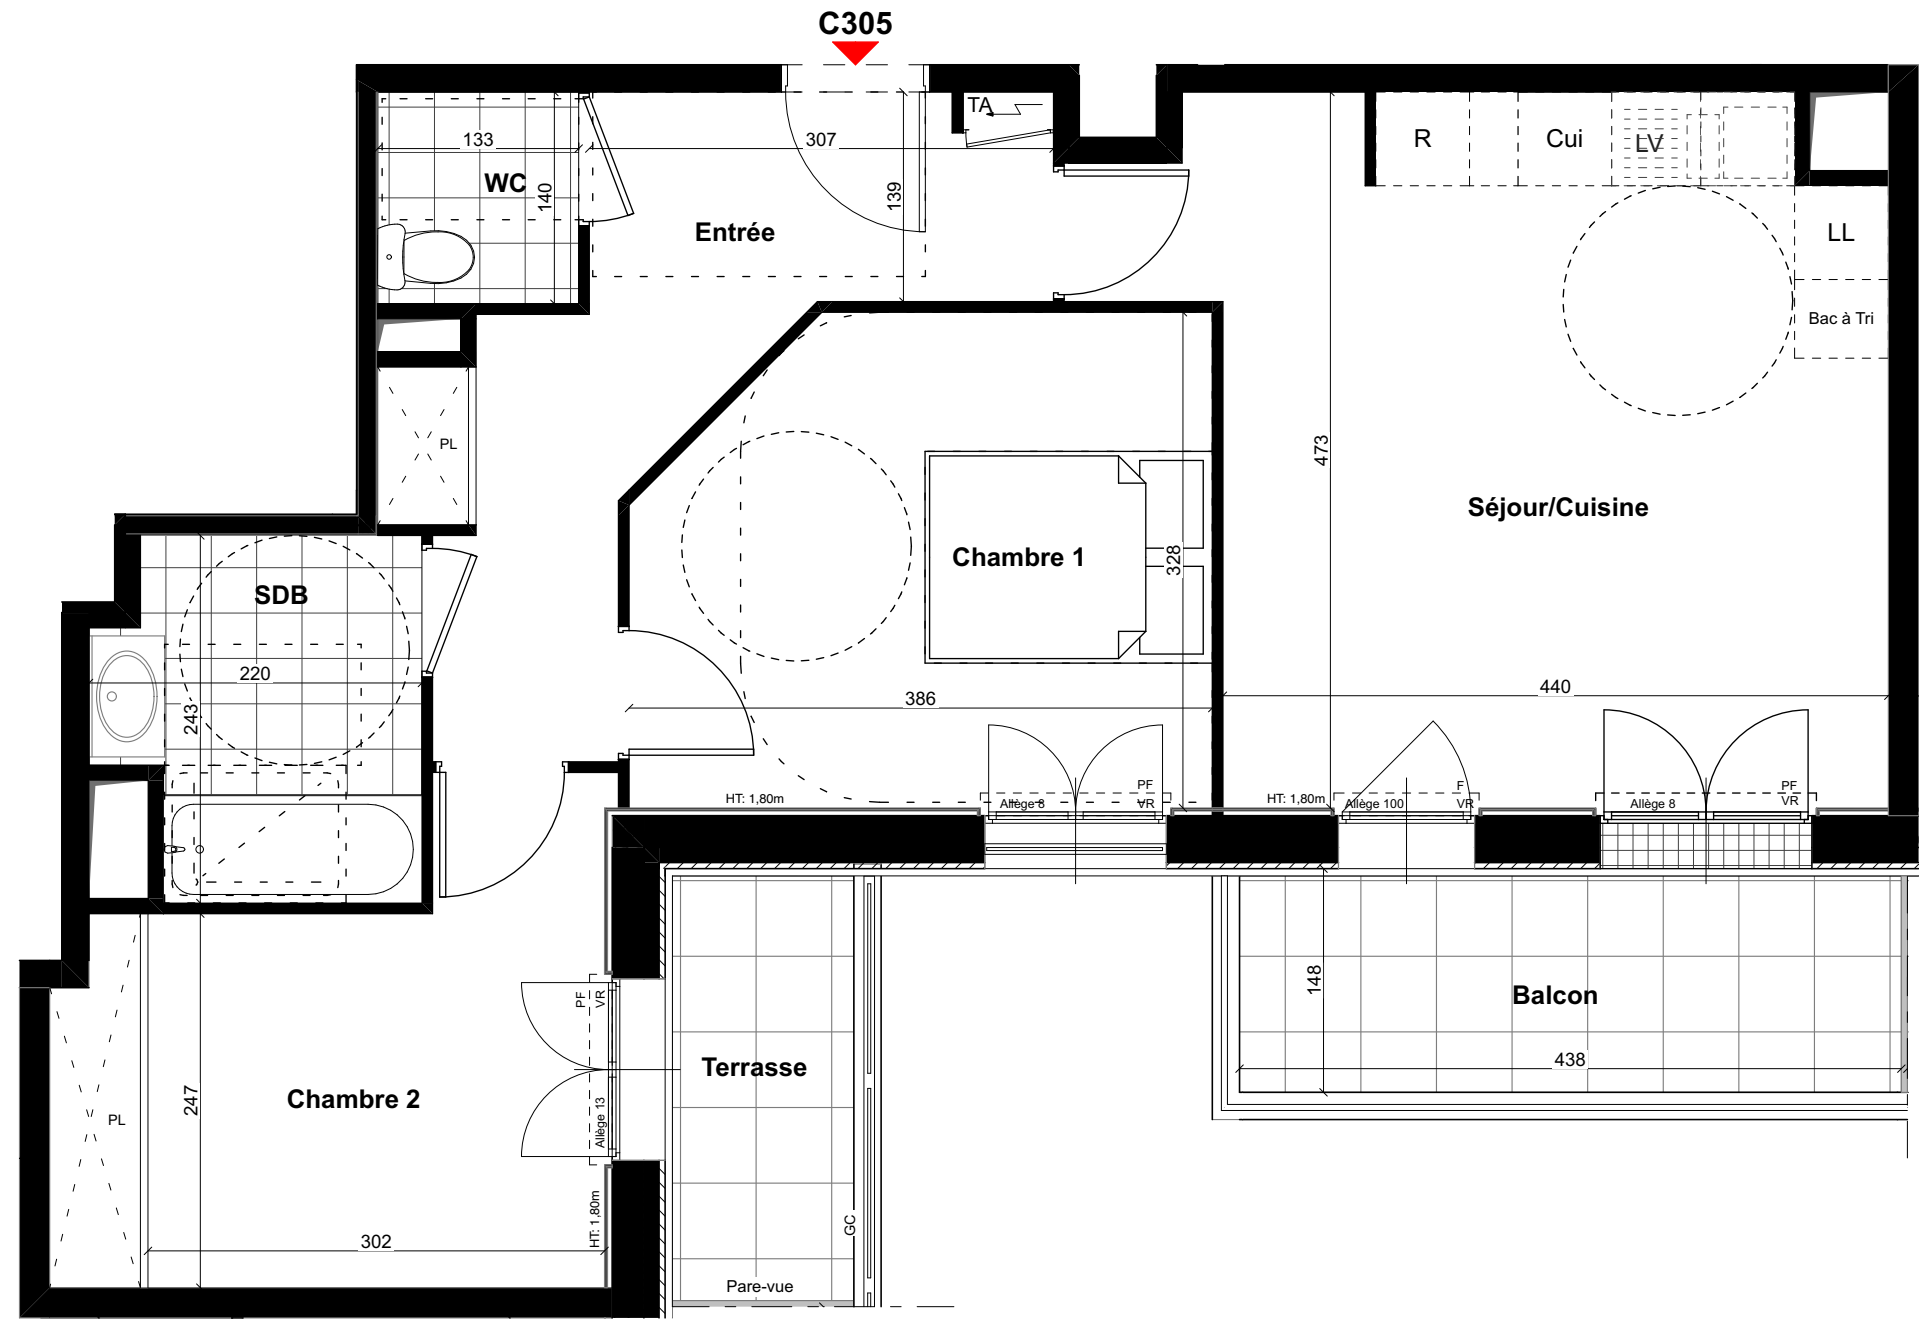 C305
TA
133
307
R
Cui
LV
WC
140
139
Entrée
LL
Bac à Tri
PL
473
Séjour/Cuisine
Chambre 1
328
SDB
220
243
386
440
HT: 1,80m
Allège 8
PF
VR
HT: 1,80m
Allège 100
F
VR
Allège 8
PF
VR
PF
VR
Allège 13
HT: 1,80m
148
Balcon
438
Terrasse
GC
Pare-vue
247
Chambre 2
PL
302